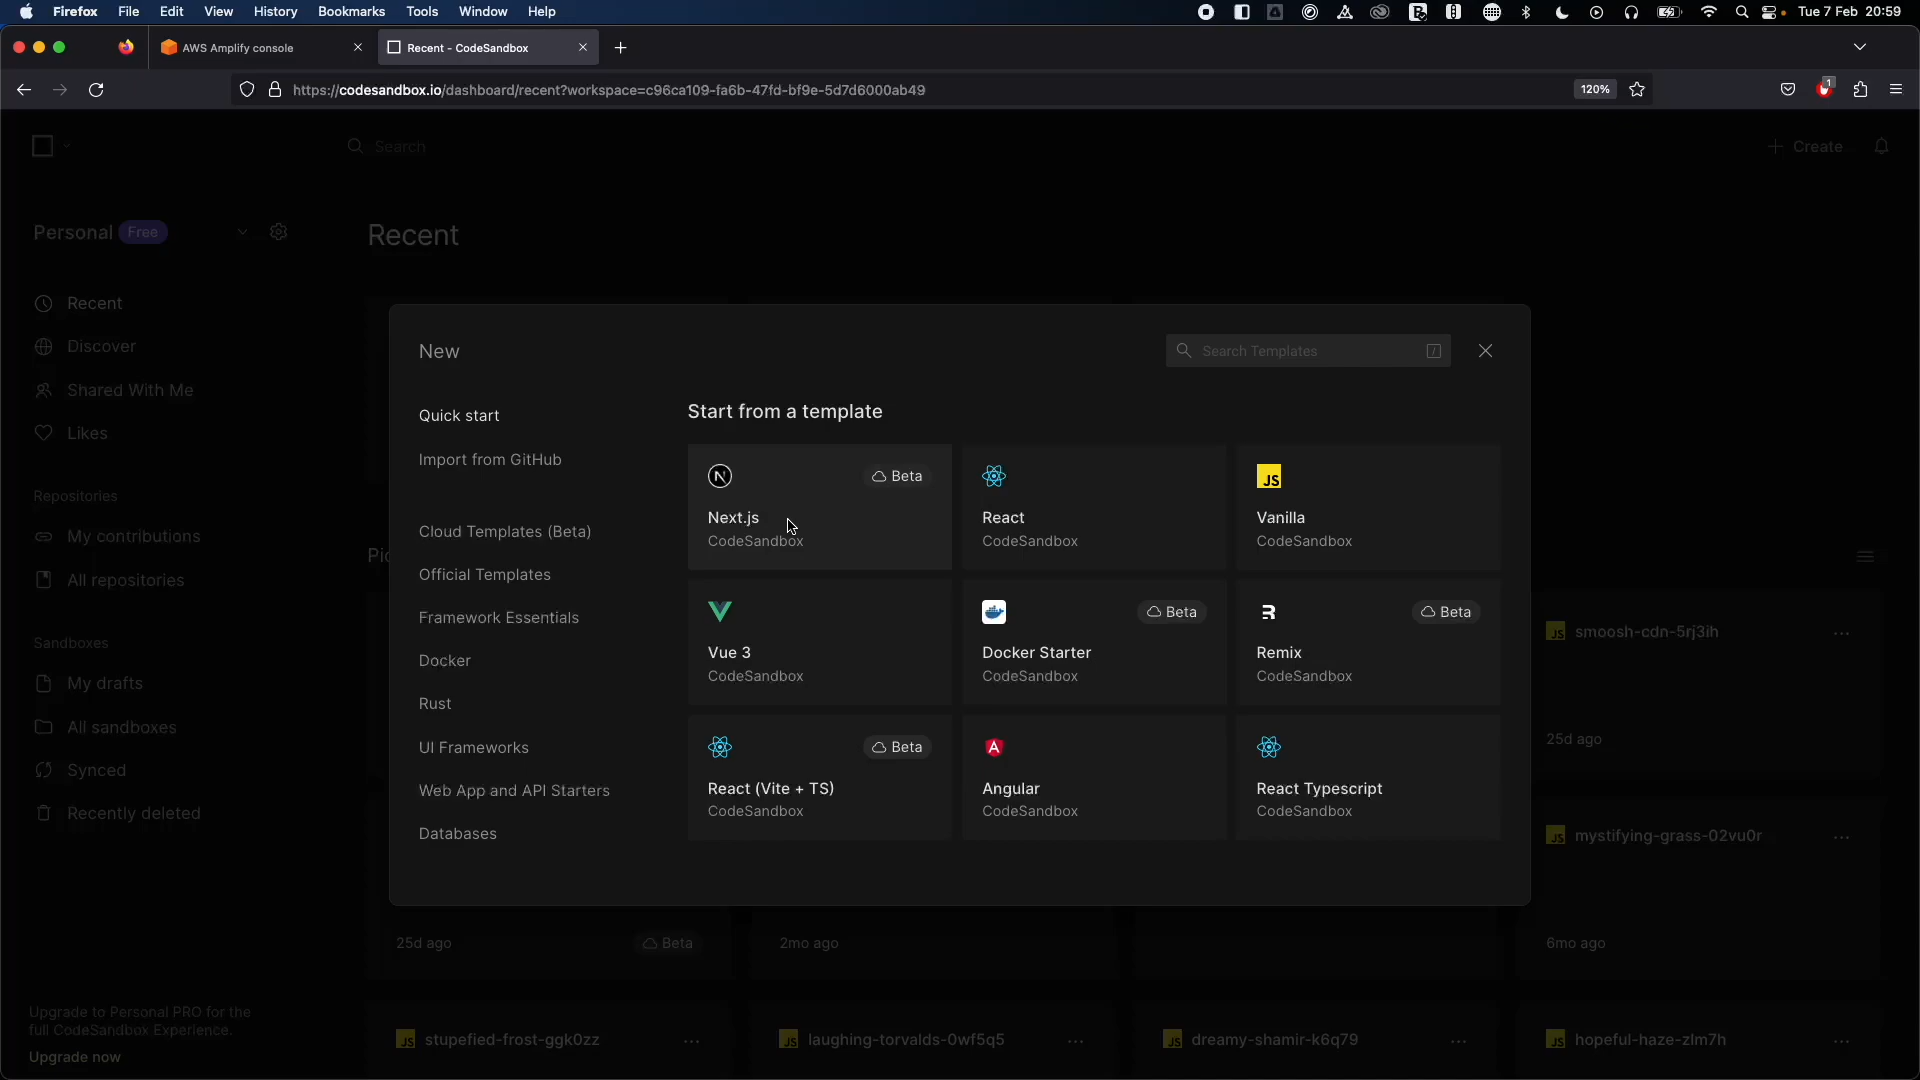 Firefox File Edit View History Bookmarks Tools Window Help Tue 7 Feb 20:59
AWS Amplify console Recent - CodeSandbox
https://codesandbox.io/dashboard/recent?workspace=c96ca109-fa6b-47fd-bf9e-5d7d6000ab49 120% 1
Search
Create
Personal Free
Recent
Recent
Discover
Shared With Me
Likes
Repositories
My contributions
All repositories
Sandboxes
My drafts
All sandboxes
Synced
Recently deleted
Upgrade to Personal PRO for the
full CodeSandbox Experience.
Upgrade now
New
Search Templates /
Quick start
Import from GitHub
Cloud Templates (Beta)
Official Templates
Framework Essentials
Docker
Rust
UI Frameworks
Web App and API Starters
Databases
Start from a template
Beta
Next.js
CodeSandbox
React
CodeSandbox
JS
Vanilla
CodeSandbox
Vue 3
CodeSandbox
Beta
Docker Starter
CodeSandbox
Beta
Remix
CodeSandbox
Beta
React (Vite + TS)
CodeSandbox
Angular
CodeSandbox
React Typescript
CodeSandbox
JS smoosh-cdn-5rj3ih
25d ago
JS mystifying-grass-02vu0r
25d ago Beta
2mo ago
6mo ago
JS stupefied-frost-ggk0zz
JS laughing-torvalds-0wf5q5
JS dreamy-shamir-k6q79
JS hopeful-haze-zlm7h